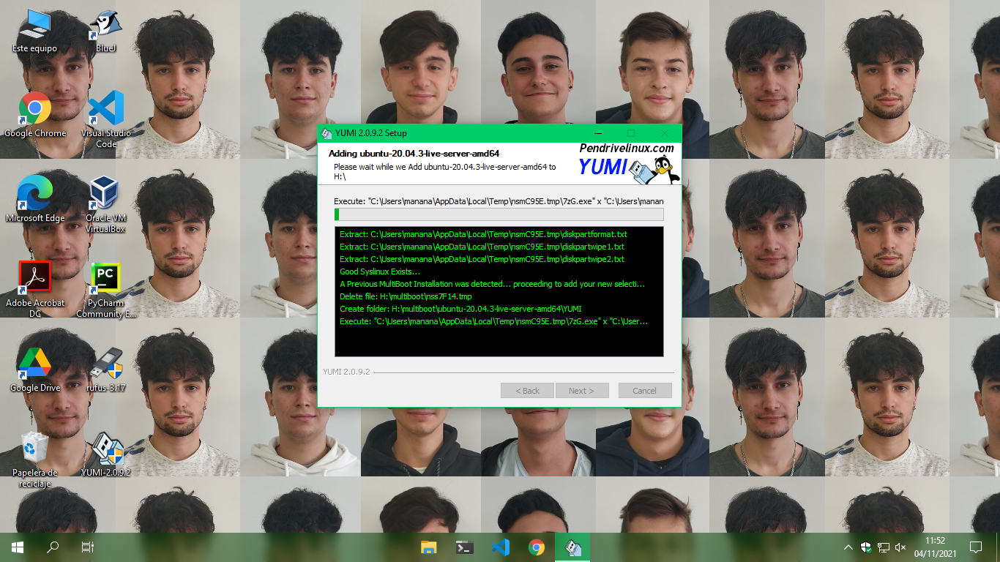 Este equipo
BlueJ
Google Chrome
Visual Studio
Code
Microsoft Edge
Oracle VM
VirtualBox
Adobe Acrobat
DC
PyCharm
Community E...
Google Drive
rufus-3.17
Papelera de
reciclaje
YUMI-2.0.9.2
YUMI 2.0.9.2 Setup
Adding ubuntu-20.04.3-live-server-amd64
Please wait while we Add ubuntu-20.04.3-live-server-amd64 to
H:\
Pendrivelinux.com
YUMI
Execute: "C:\Users\manana\AppData\Local\Temp\nsmC95E.tmp\7zG.exe" x "C:\Users\manan
Extract: C:\Users\manana\AppData\Local\Temp\nsmC95E.tmp\diskpartformat.txt
Extract: C:\Users\manana\AppData\Local\Temp\nsmC95E.tmp\diskpartwipe1.txt
Extract: C:\Users\manana\AppData\Local\Temp\nsmC95E.tmp\diskpartwipe2.txt
Good Syslinux Exists...
A Previous MultiBoot Installation was detected... proceeding to add your new selecti...
Delete file: H:\multiboot\nss7F14.tmp
Create folder: H:\multiboot\ubuntu-20.04.3-live-server-amd64\YUMI
Execute: "C:\Users\manana\AppData\Local\Temp\nsmC95E.tmp\7zG.exe" x "C:\User...
YUMI 2.0.9.2
< Back
Next >
Cancel
PC
11:52
04/11/2021